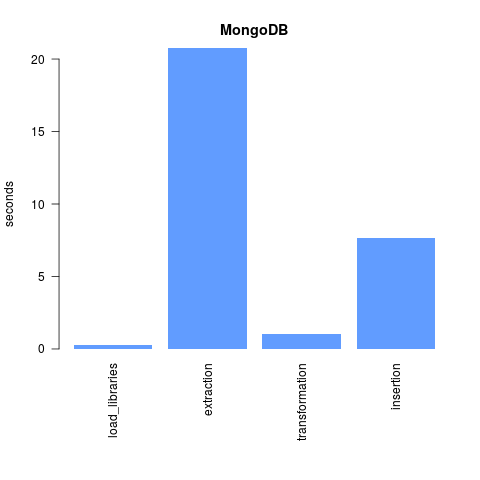 MongoDB
seconds
20
15
10
5
0
load_libraries
extraction
transformation
insertion